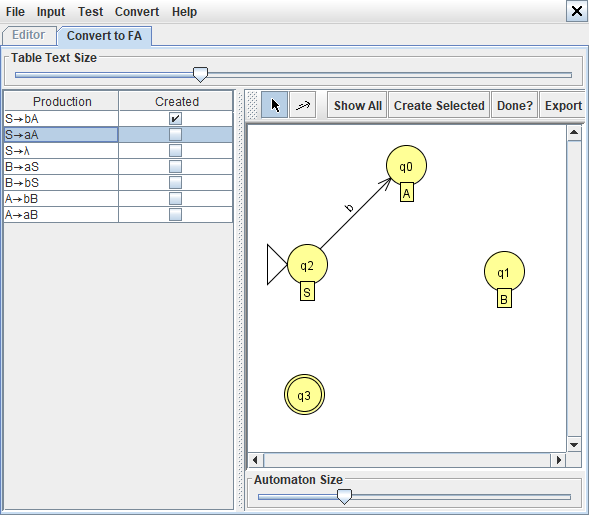 File Input Test Convert Help
Editor Convert to FA
Table Text Size
Production Created
S→bA
S→aA
S→λ
B→aS
B→bS
A→bB
A→aB
Show All Create Selected Done? Export
q0
A
b
q2
S
q1
B
q3
Automaton Size